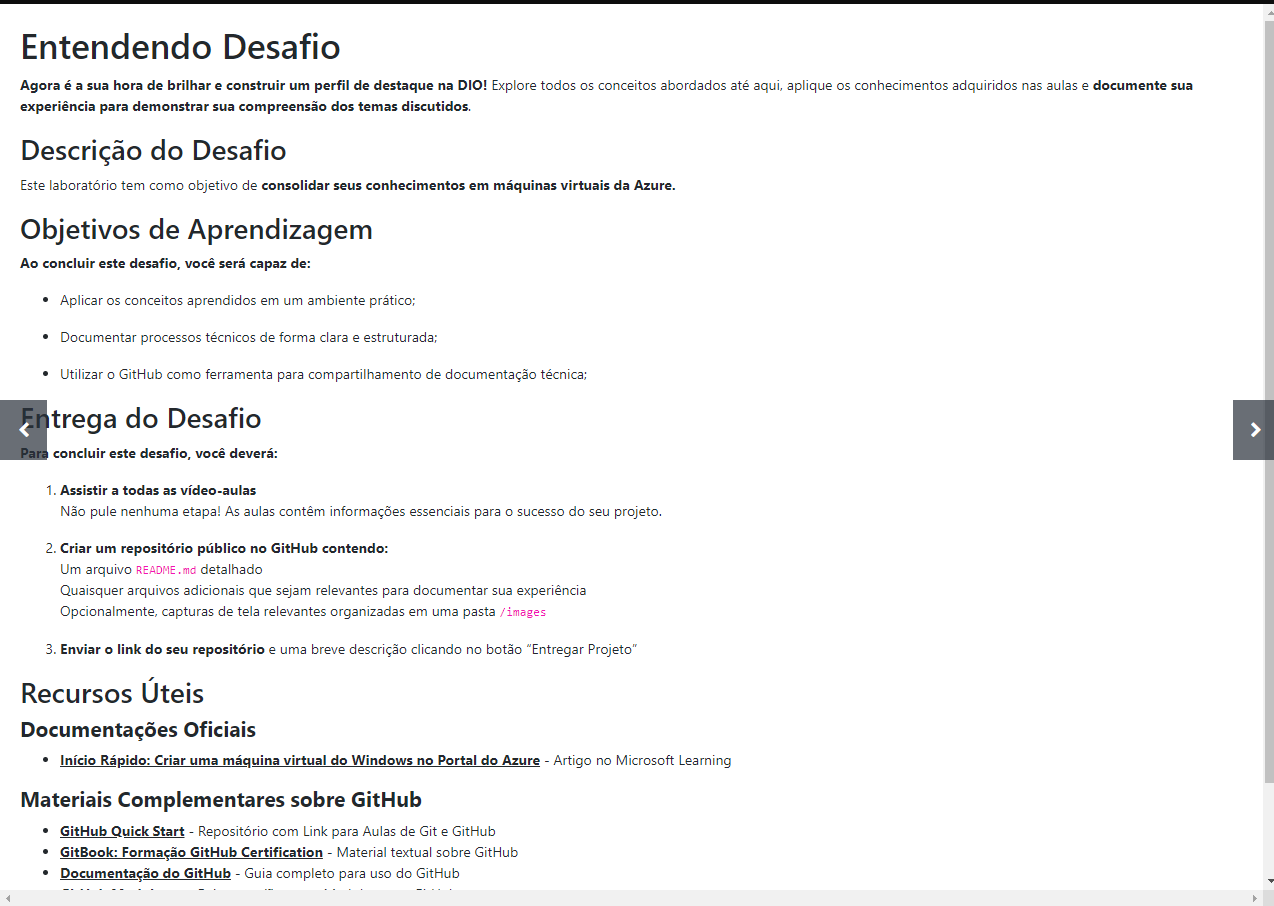 Entendendo Desafio
Agora é a sua hora de brilhar e construir um perfil de destaque na DIO! Explore todos os conceitos abordados até aqui, aplique os conhecimentos adquiridos nas aulas e documente sua
experiência para demonstrar sua compreensão dos temas discutidos.
Descrição do Desafio
Este laboratório tem como objetivo de consolidar seus conhecimentos em máquinas virtuais da Azure.
Objetivos de Aprendizagem
Ao concluir este desafio, você será capaz de:
• Aplicar os conceitos aprendidos em um ambiente prático;
• Documentar processos técnicos de forma clara e estruturada;
• Utilizar o GitHub como ferramenta para compartilhamento de documentação técnica;
Entrega do Desafio
Para concluir este desafio, você deverá:
1. Assistir a todas as vídeo-aulas
Não pule nenhuma etapa! As aulas contêm informações essenciais para o sucesso do seu projeto.
2. Criar um repositório público no GitHub contendo:
Um arquivo README.md detalhado
Quaisquer arquivos adicionais que sejam relevantes para documentar sua experiência
Opcionalmente, capturas de tela relevantes organizadas em uma pasta /images
3. Enviar o link do seu repositório e uma breve descrição clicando no botão “Entregar Projeto”
Recursos Úteis
Documentações Oficiais
• Início Rápido: Criar uma máquina virtual do Windows no Portal do Azure - Artigo no Microsoft Learning
Materiais Complementares sobre GitHub
• GitHub Quick Start - Repositório com Link para Aulas de Git e GitHub
• GitBook: Formação GitHub Certification - Material textual sobre GitHub
• Documentação do GitHub - Guia completo para uso do GitHub